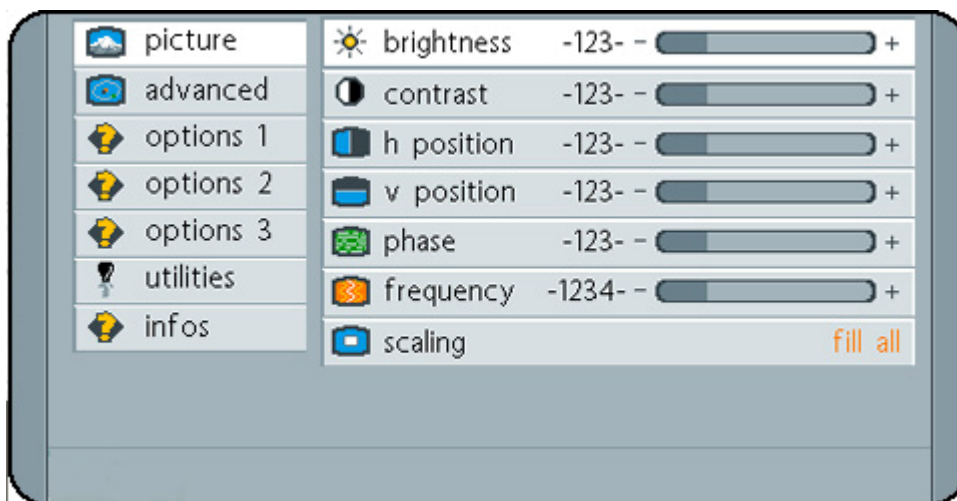 picture
advanced
options 1
options 2
options 3
utilities
infos
brightness -123- - +
contrast -123- - +
h position -123- - +
v position -123- - +
phase -123- - +
frequency -1234- - +
scaling fill all